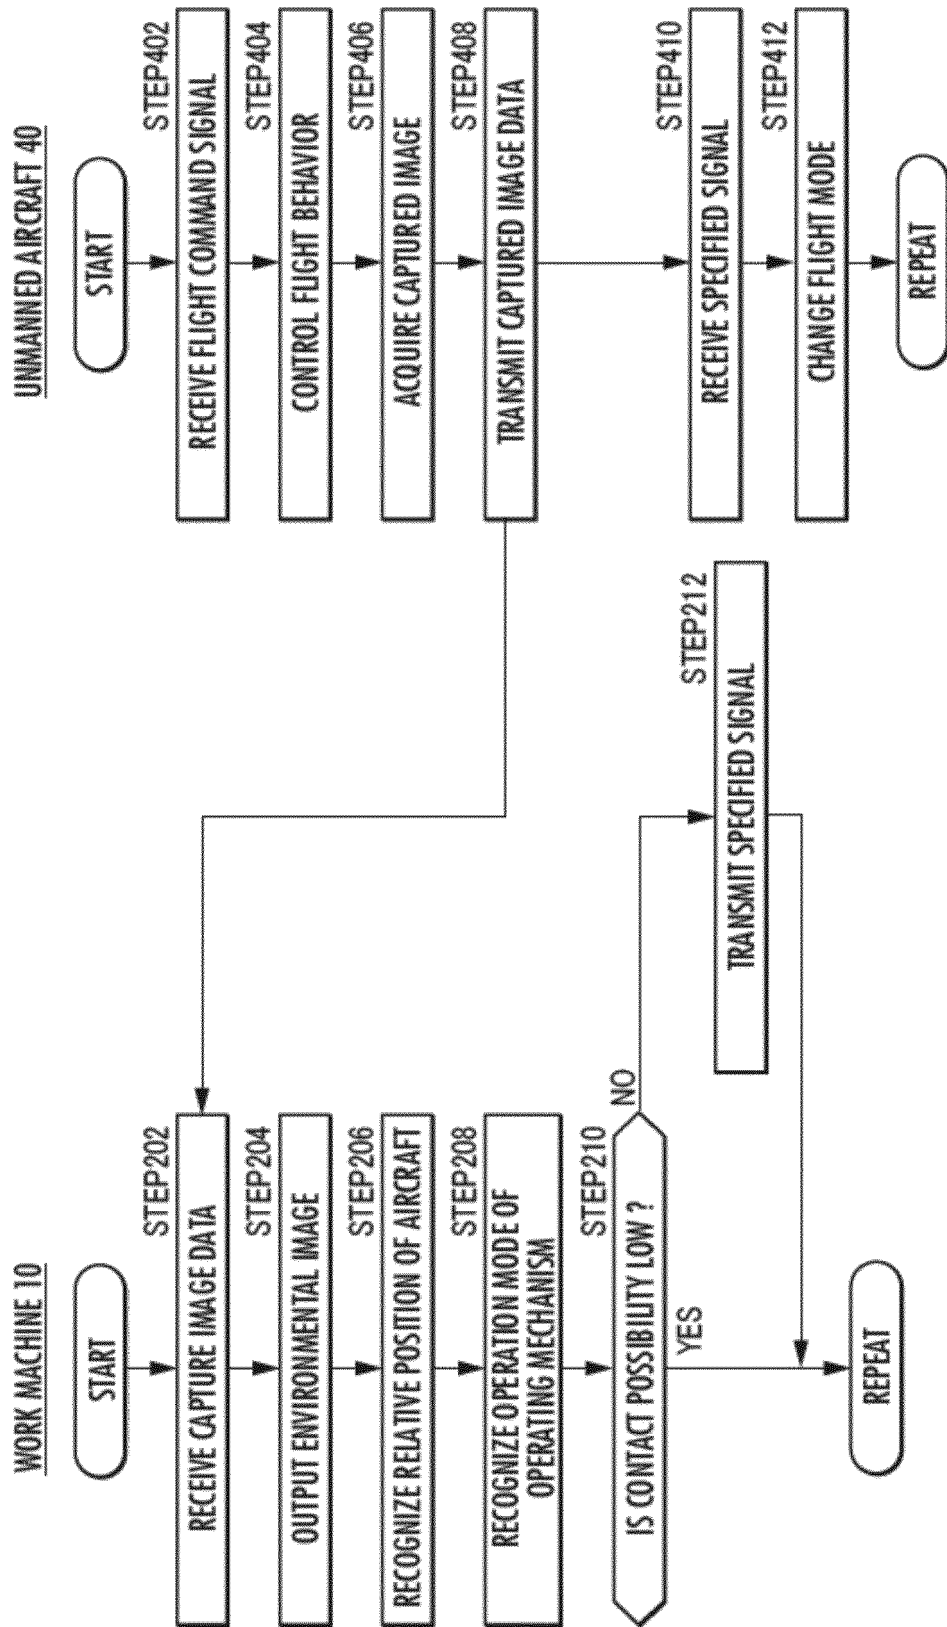 WORK MACHINE 10
START
STEP202
RECEIVE CAPTURE IMAGE DATA
STEP204
OUTPUT ENVIRONMENTAL IMAGE
STEP206
RECOGNIZE RELATIVE POSITION OF AIRCRAFT
STEP208
RECOGNIZE OPERATION MODE OF
OPERATING MECHANISM
STEP210
IS CONTACT POSSIBILITY LOW ?
NO
YES
STEP212
TRANSMIT SPECIFIED SIGNAL
REPEAT
UNMANNED AIRCRAFT 40
START
STEP402
RECEIVE FLIGHT COMMAND SIGNAL
STEP404
CONTROL FLIGHT BEHAVIOR
STEP406
ACQUIRE CAPTURED IMAGE
STEP408
TRANSMIT CAPTURED IMAGE DATA
STEP410
RECEIVE SPECIFIED SIGNAL
STEP412
CHANGE FLIGHT MODE
REPEAT